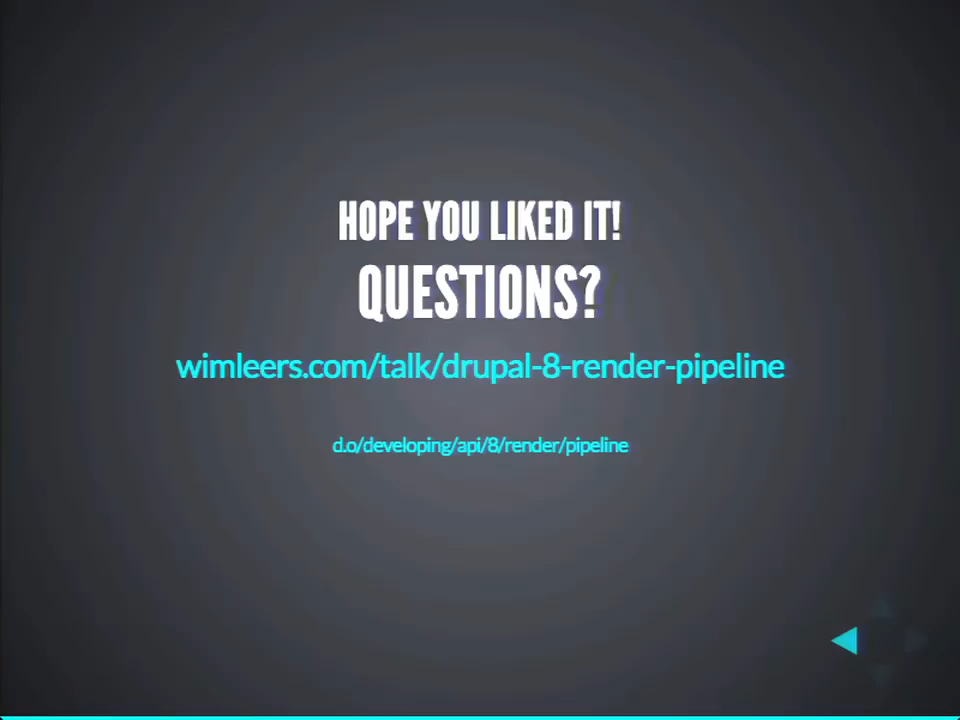 HOPE YOU LIKED IT!
QUESTIONS?
wimleers.com/talk/drupal-8-render-pipeline
d.o/developing/api/8/render/pipeline